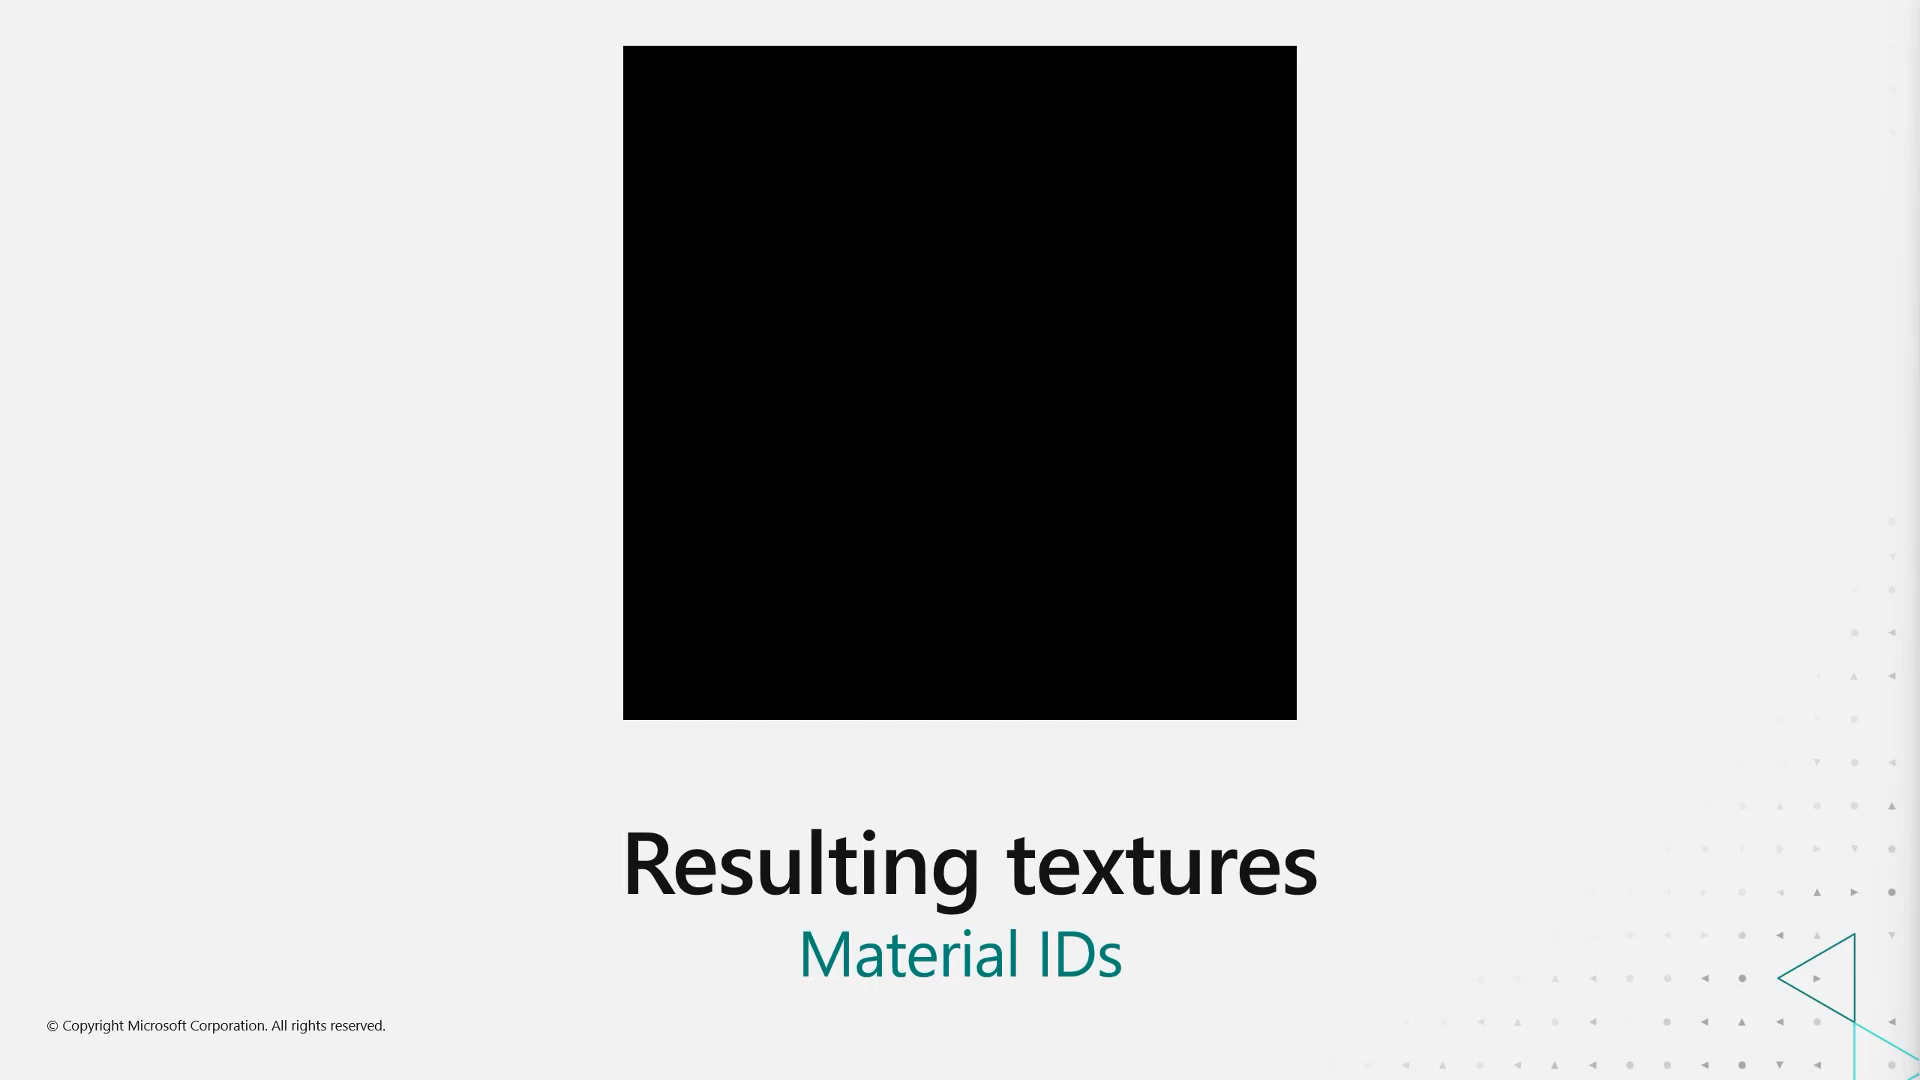 Resulting textures
Material IDs
© Copyright Microsoft Corporation. All rights reserved.